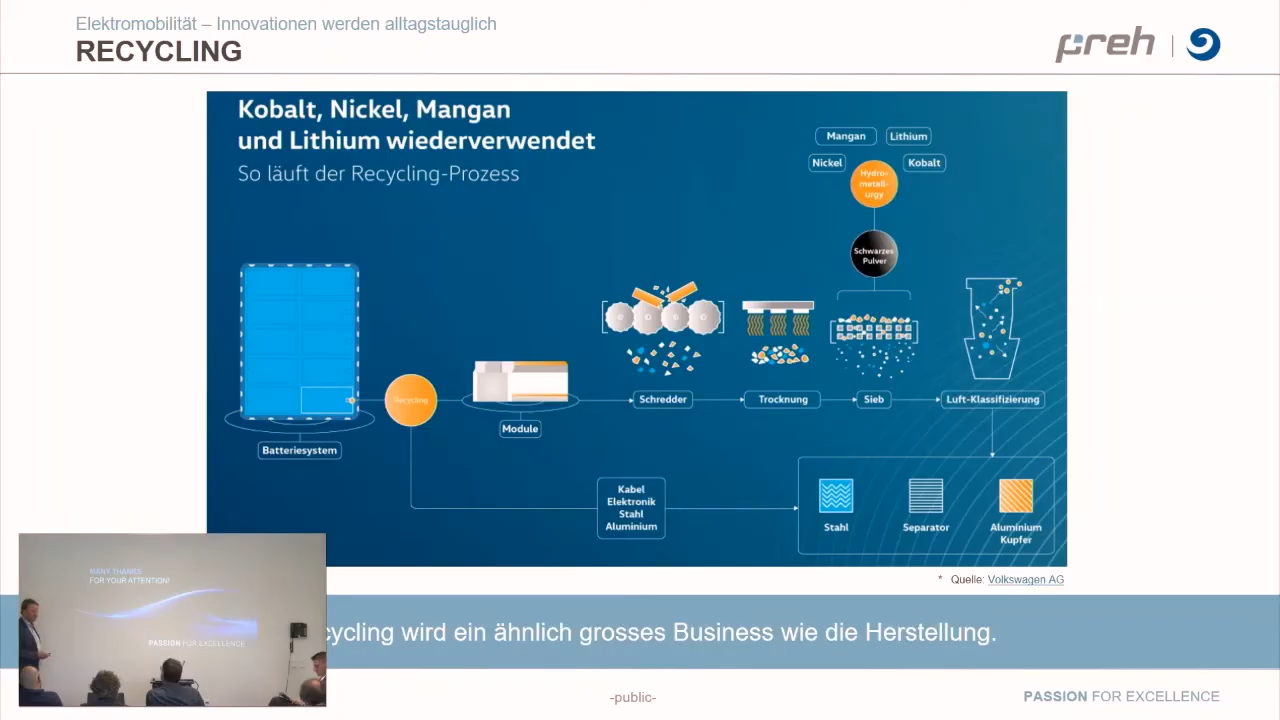 Elektromobilität – Innovationen werden alltagstauglich
RECYCLING
preh
Kobalt, Nickel, Mangan
und Lithium wiederverwendet
So läuft der Recycling-Prozess
Mangan
Lithium
Nickel
Kobalt
Hydro-
metall-
urgy
Schwarzes
Pulver
Recycling
Schredder
Trocknung
Sieb
Luft-Klassifizierung
Module
Batteriesystem
Kabel
Elektronik
Stahl
Aluminium
Stahl
Separator
Aluminium
Kupfer
* Quelle: Volkswagen AG
MANY THANKS
FOR YOUR ATTENTION!
PASSION FOR EXCELLENCE
cycling wird ein ähnlich grosses Business wie die Herstellung.
-public-
PASSION FOR EXCELLENCE